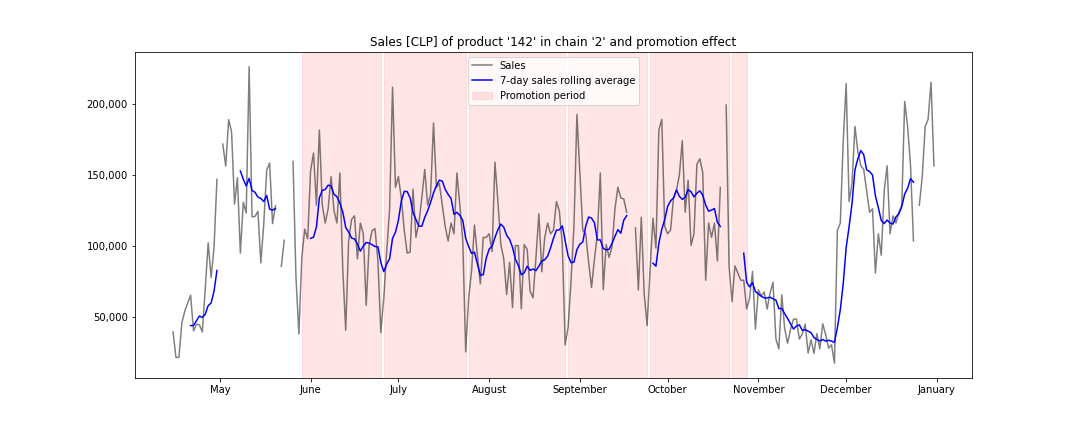 Sales [CLP] of product '142' in chain '2' and promotion effect
Sales
7-day sales rolling average
Promotion period
200,000
150,000
100,000
50,000
May June July August September October November December January